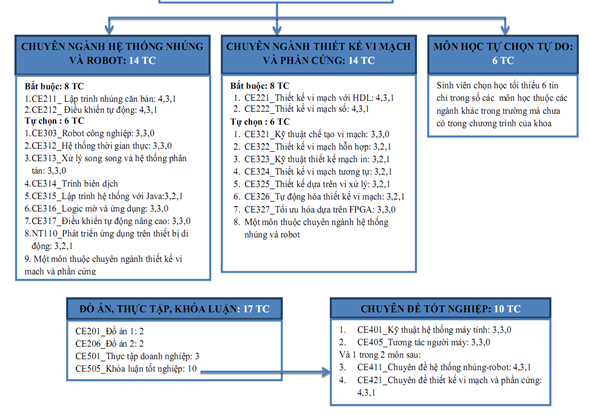 CHUYÊN NGÀNH HỆ THỐNG NHÚNG
VÀ ROBOT: 14 TC
Bắt buộc: 8 TC
1.CE211_ Lập trình nhúng căn bản: 4,3,1
2.CE212_ Điều khiển tự động: 4,3,1
Tự chọn : 6 TC
1.CE303_Robot công nghiệp: 3,3,0
2.CE312_Hệ thống thời gian thực: 3,3,0
3.CE313_Xử lý song song và hệ thống phân
tán: 3,3,0
4.CE314_Trình biên dịch
5.CE315_Lập trình hệ thống với Java:3,2,1
6.CE316_Logic mờ và ứng dụng: 3,3,0
7.CE317_Điều khiển tự động nâng cao: 3,3,0
8.NT110_Phát triển ứng dụng trên thiết bị di
động: 3,2,1
9. Một môn thuộc chuyên ngành thiết kế vi
mạch và phần cứng
CHUYÊN NGÀNH THIẾT KẾ VI MẠCH
VÀ PHẦN CỨNG: 14 TC
Bắt buộc: 8 TC
1. CE221_Thiết kế vi mạch với HDL: 4,3,1
2. CE222_Thiết kế vi mạch số: 4,3,1
Tự chọn : 6 TC
1. CE321_Kỹ thuật chế tạo vi mạch: 3,3,0
2. CE322_Thiết kế vi mạch hỗn hợp: 3,2,1
3. CE323_Kỹ thuật thiết kế mạch in: 3,2,1
4. CE324_Thiết kế vi mạch tương tự: 3,2,1
5. CE325_Thiết kế dựa trên vi xử lý: 3,2,1
6. CE326_Tự động hóa thiết kế vi mạch: 3,2,1
7. CE327_Tối ưu hóa dựa trên FPGA: 3,3,0
8. Một môn thuộc chuyên ngành hệ thống
nhúng và robot
MÔN HỌC TỰ CHỌN TỰ DO:
6 TC
Sinh viên chọn học tối thiểu 6 tín
chỉ trong số các môn học thuộc các
ngành khác trong trường mà chưa
có trong chương trình của khoa
ĐỒ ÁN, THỰC TẬP, KHÓA LUẬN: 17 TC
CE201_Đồ án 1: 2
CE206_Đồ án 2: 2
CE501_Thực tập doanh nghiệp: 3
CE505_Khóa luận tốt nghiệp: 10
CHUYÊN ĐỀ TỐT NGHIỆP: 10 TC
1. CE401_Kỹ thuật hệ thống máy tính: 3,3,0
2. CE405_Tương tác người máy: 3,3,0
Và 1 trong 2 môn sau:
3. CE411_Chuyên đề hệ thống nhúng-robot: 4,3,1
4. CE421_Chuyên đề thiết kế vi mạch và phần cứng:
4,3,1